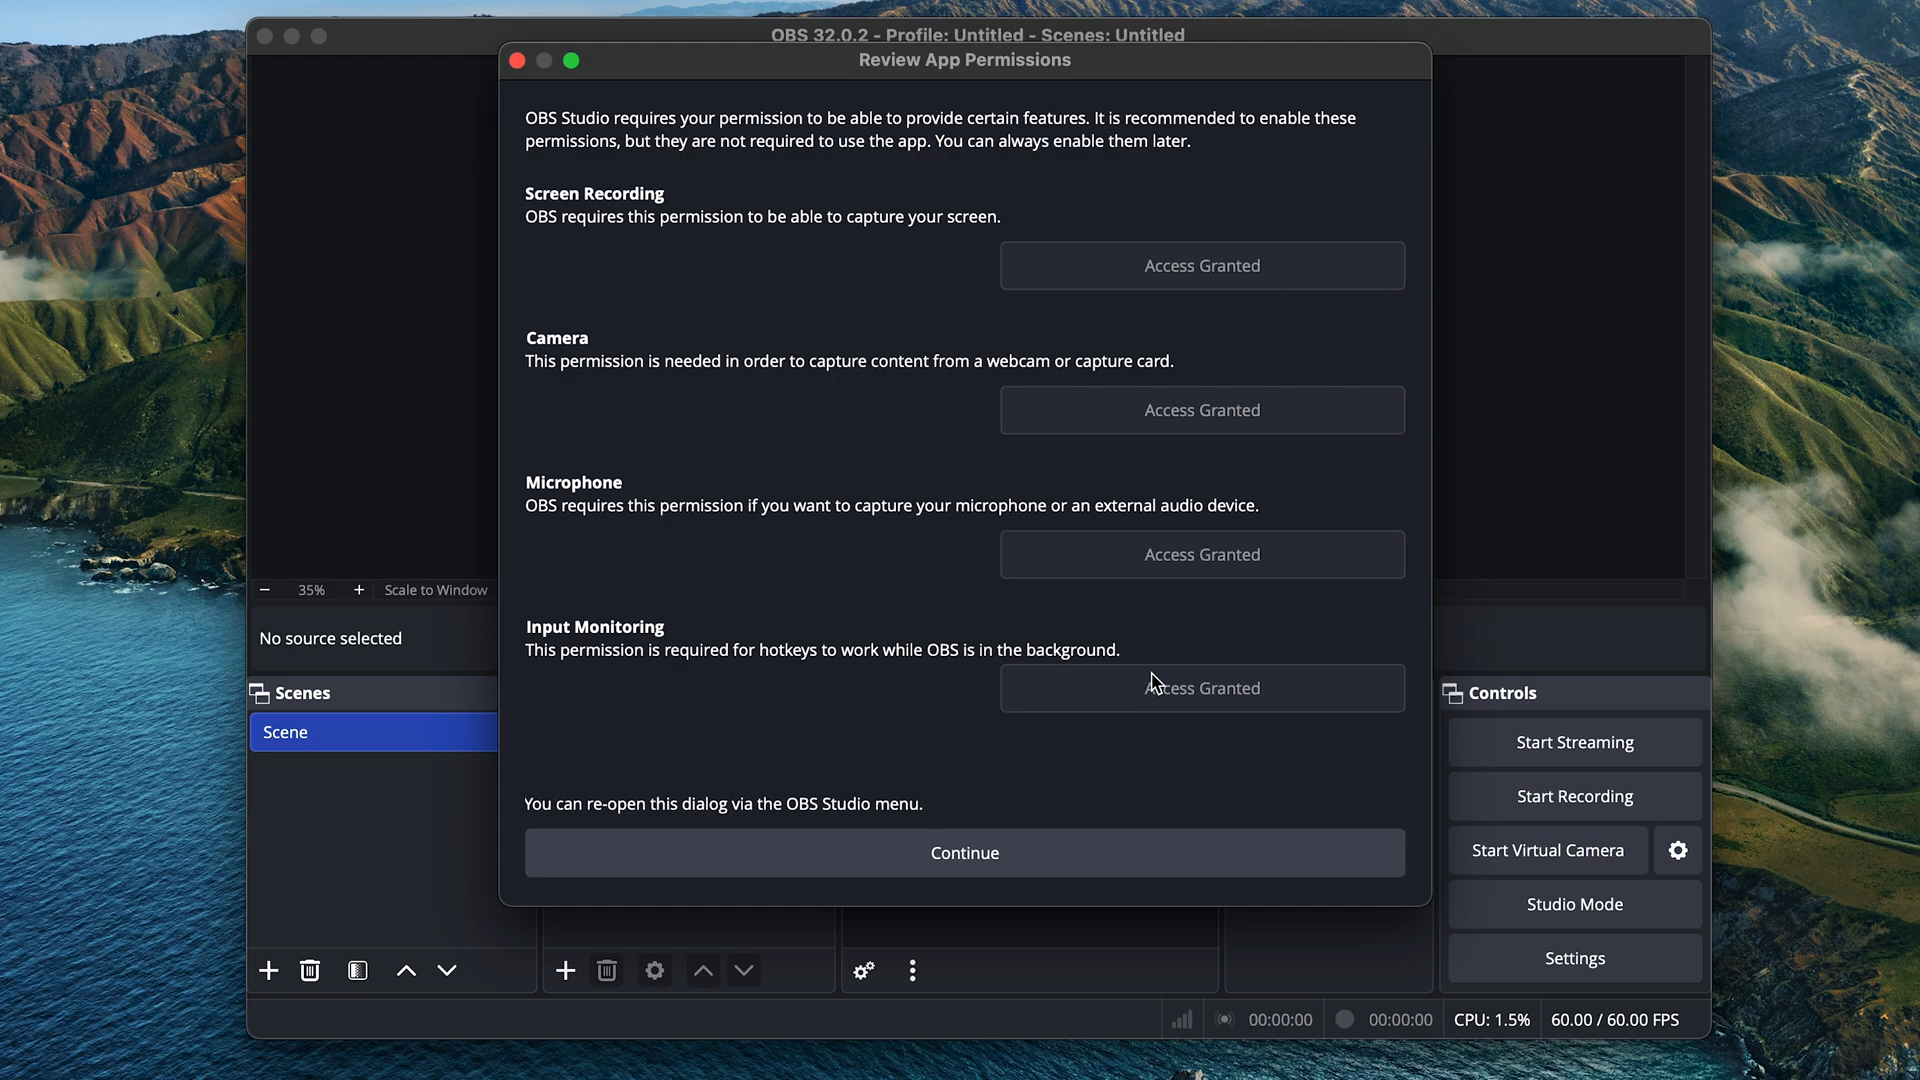 OBS 32.0.2 - Profile: Untitled - Scenes: Untitled
Review App Permissions
OBS Studio requires your permission to be able to provide certain features. It is recommended to enable these
permissions, but they are not required to use the app. You can always enable them later.
Screen Recording
OBS requires this permission to be able to capture your screen.
Access Granted
Camera
This permission is needed in order to capture content from a webcam or capture card.
Access Granted
Microphone
OBS requires this permission if you want to capture your microphone or an external audio device.
Access Granted
Input Monitoring
This permission is required for hotkeys to work while OBS is in the background.
Access Granted
You can re-open this dialog via the OBS Studio menu.
Continue
35%
Scale to Window
No source selected
Scenes
Scene
Controls
Start Streaming
Start Recording
Start Virtual Camera
Studio Mode
Settings
00:00:00
00:00:00
CPU: 1.5%
60.00 / 60.00 FPS